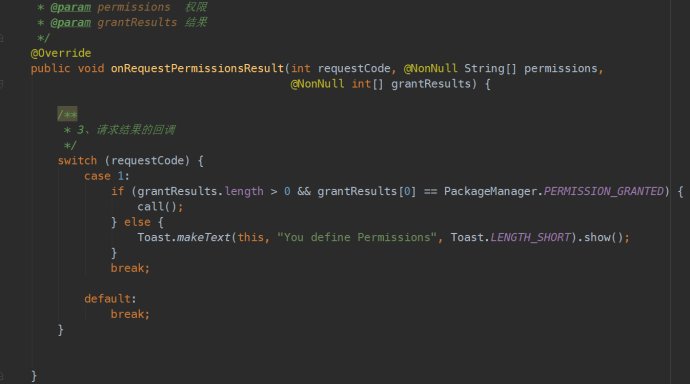 * @param permissions 权限
* @param grantResults 结果
*/
@Override
public void onRequestPermissionsResult(int requestCode, @NonNull String[] permissions,
@NonNull int[] grantResults) {
/**
* 3、请求结果的回调
*/
switch (requestCode) {
case 1:
if (grantResults.length > 0 && grantResults[0] == PackageManager.PERMISSION_GRANTED) {
call();
} else {
Toast.makeText(this, "You define Permissions", Toast.LENGTH_SHORT).show();
}
break;
default:
break;
}
}